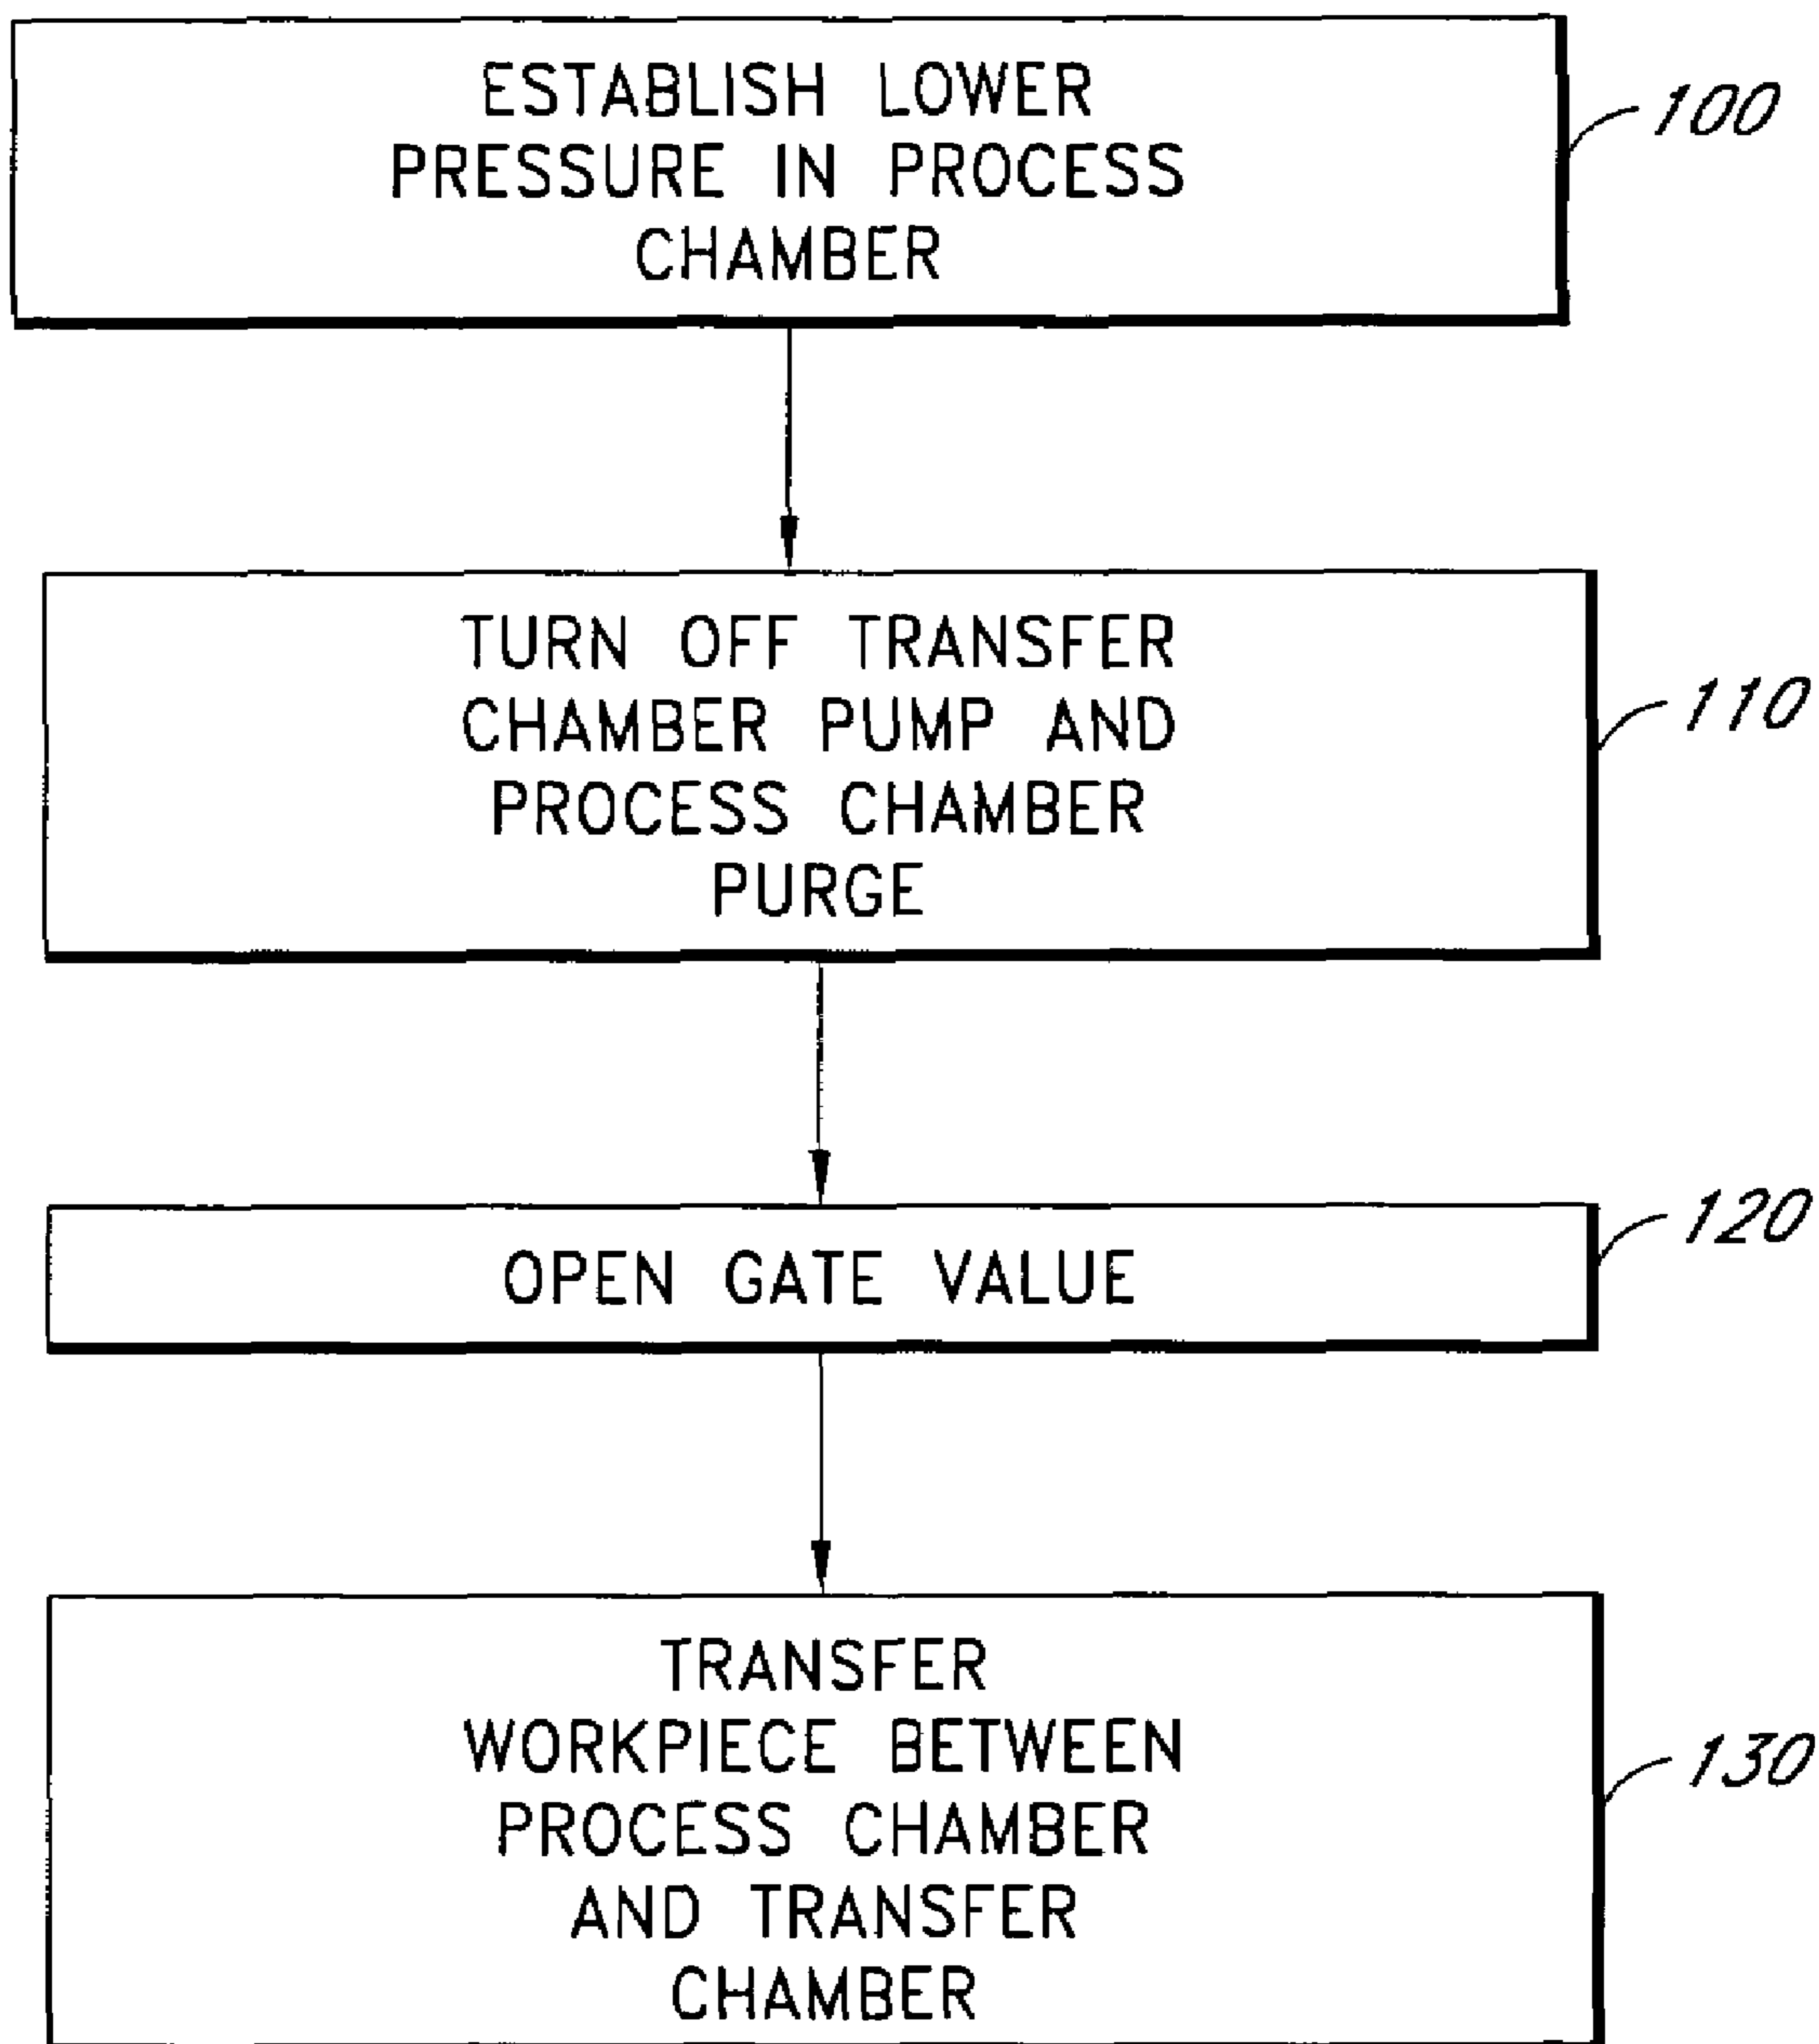 ESTABLISH LOWER
PRESSURE IN PROCESS
CHAMBER
100
TURN OFF TRANSFER
CHAMBER PUMP AND
PROCESS CHAMBER
PURGE
110
OPEN GATE VALUE
120
TRANSFER
WORKPIECE BETWEEN
PROCESS CHAMBER
AND TRANSFER
CHAMBER
130